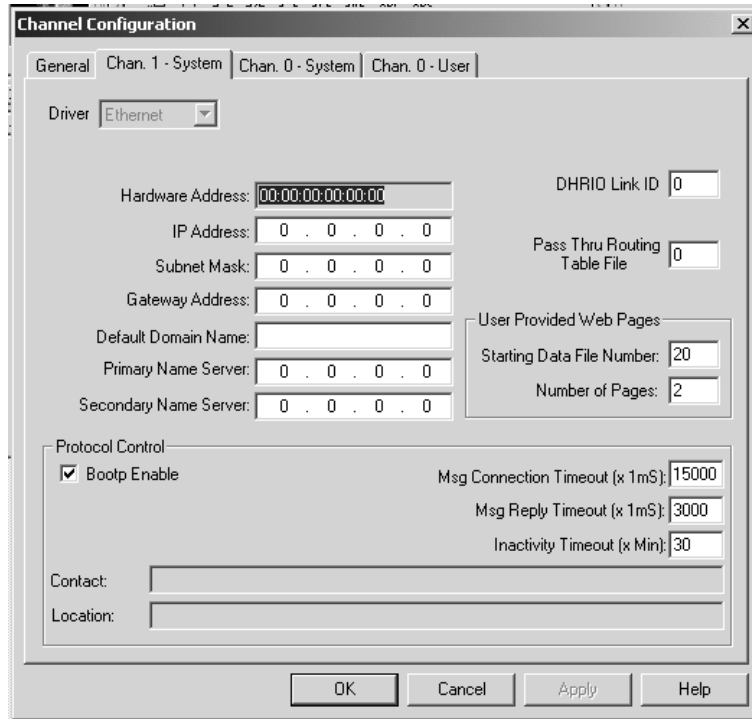 Channel Configuration
General
Chan. 1 - System
Chan. 0 - System
Chan. 0 - User
Driver Ethernet
Hardware Address: 00:00:00:00:00:00
IP Address: 0 . 0 . 0 . 0
Subnet Mask: 0 . 0 . 0 . 0
Gateway Address: 0 . 0 . 0 . 0
Default Domain Name:
Primary Name Server: 0 . 0 . 0 . 0
Secondary Name Server: 0 . 0 . 0 . 0
DHRIO Link ID 0
Pass Thru Routing
Table File 0
User Provided Web Pages
Starting Data File Number: 20
Number of Pages: 2
Protocol Control
Bootp Enable
Msg Connection Timeout (x 1mS): 15000
Msg Reply Timeout (x 1mS): 3000
Inactivity Timeout (x Min): 30
Contact:
Location:
OK
Cancel
Apply
Help